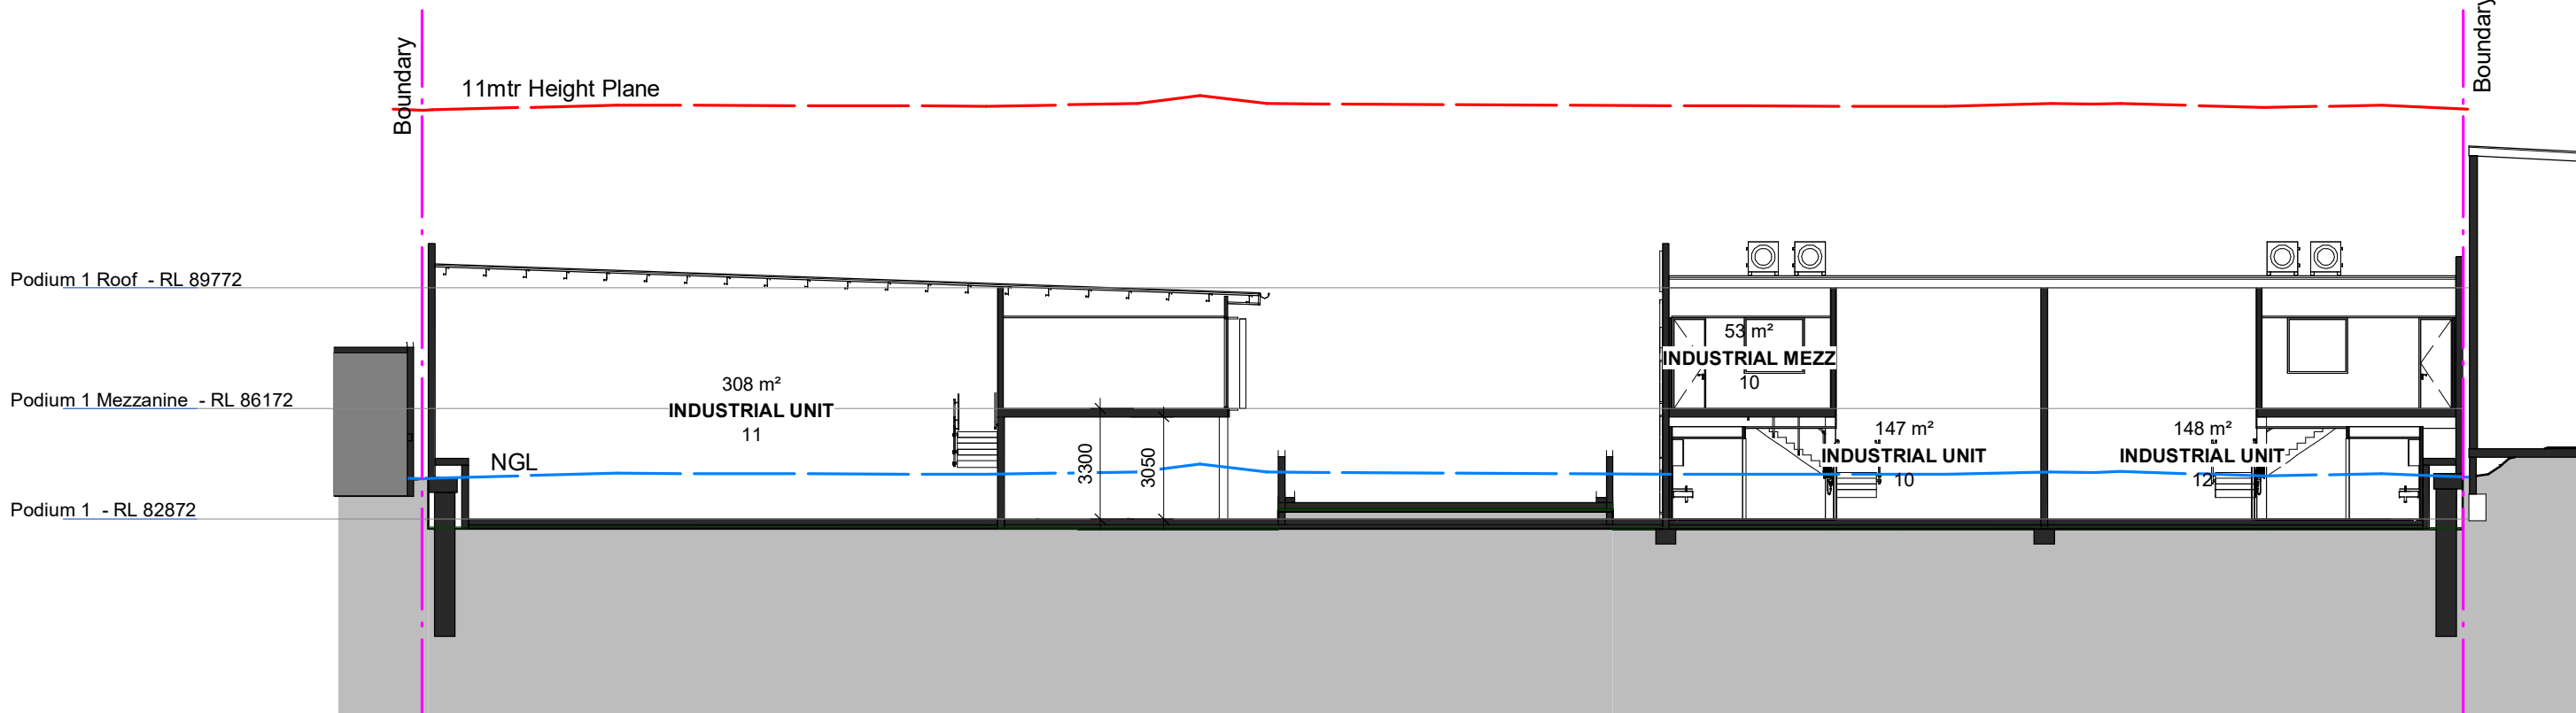 Boundary
Boundary
11mtr Height Plane
Podium 1 Roof - RL 89772
53 m²
INDUSTRIAL MEZZ
10
Podium 1 Mezzanine - RL 86172
308 m²
INDUSTRIAL UNIT
11
147 m²
INDUSTRIAL UNIT
10
148 m²
INDUSTRIAL UNIT
12
NGL
3300
3050
Podium 1 - RL 82872